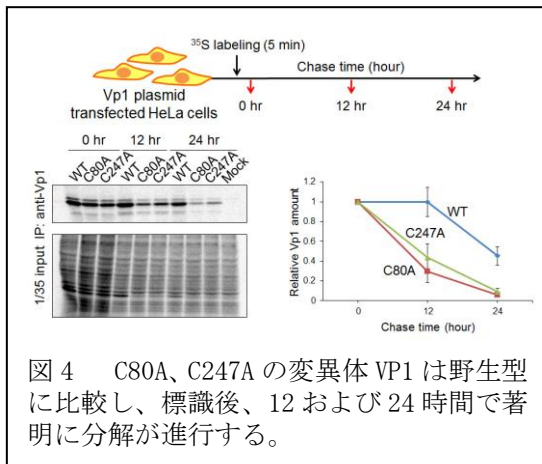 ³⁵S labeling (5 min)
Chase time (hour)
Vp1 plasmid
transfected HeLa cells
0 hr
12 hr
24 hr
0 hr 12 hr 24 hr
WT C80A C247A WT C80A C247A WT C80A C247A Mock
IP: anti-Vp1
1/35 input
Relative Vp1 amount
1.2
1
0.8
0.6
0.4
0.2
0
WT
C247A
C80A
0 12 24
Chase time (hour)
図 4 C80A、C247A の変異体 VP1 は野生型
に比較し、標識後、12 および 24 時間で著
明に分解が進行する。